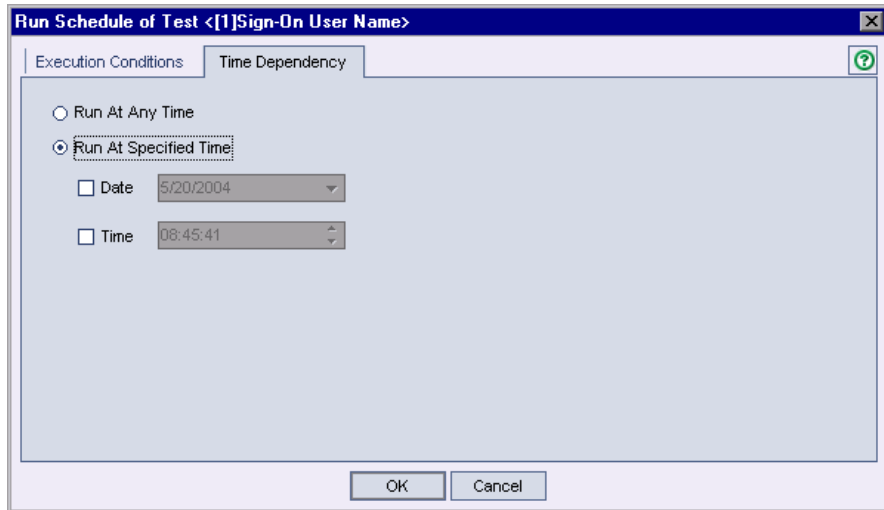 Run Schedule of Test <[1]Sign-On User Name>
Execution Conditions Time Dependency
Run At Any Time
Run At Specified Time
Date 5/20/2004
Time 08:45:41
OK Cancel